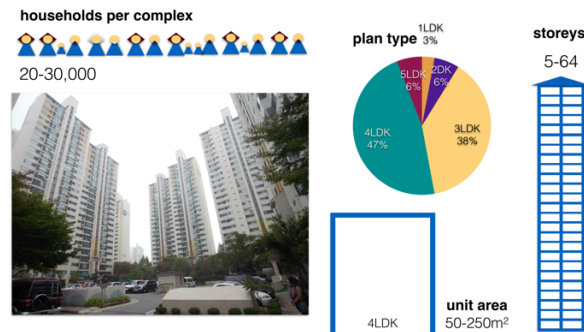 households per complex
20-30,000
plan type
1LDK
3%
2DK
6%
5LDK
6%
3LDK
38%
4LDK
47%
storeys
5-64
4LDK
unit area
50-250m²